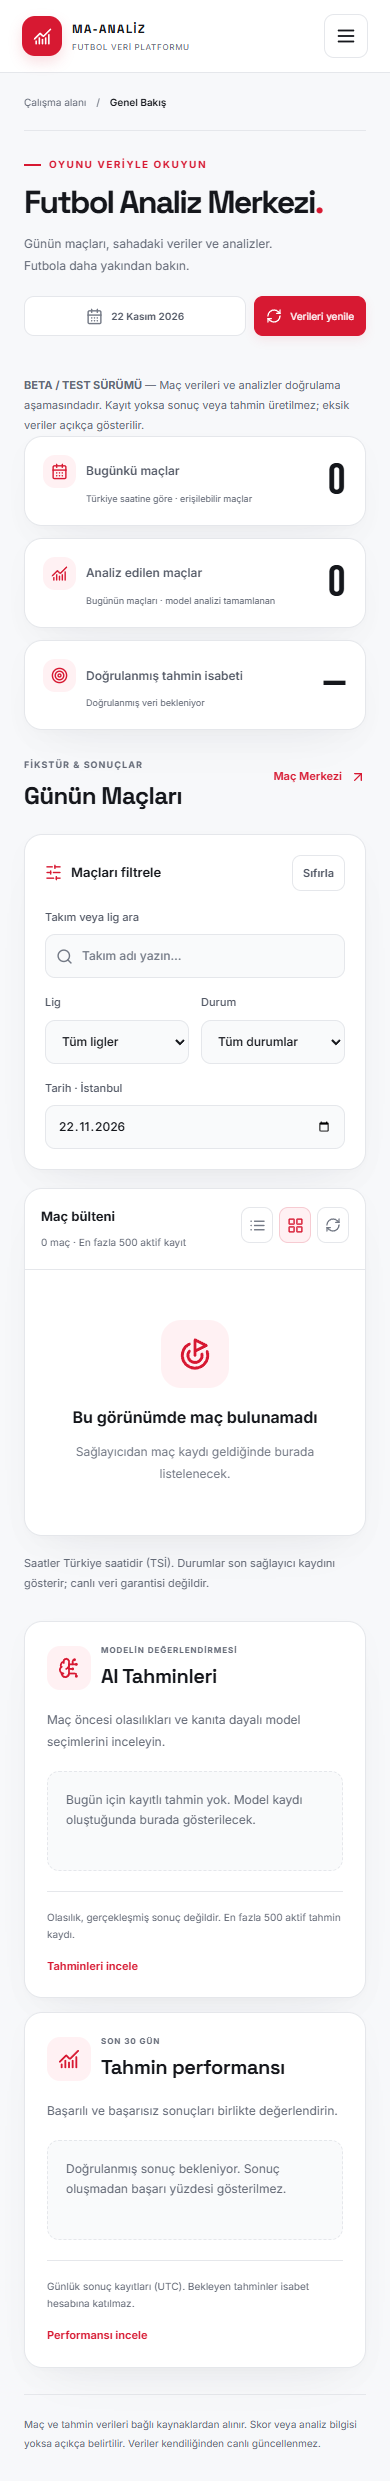 MA-ANALİZ
FUTBOL VERİ PLATFORMU
Çalışma alanı / Genel Bakış
OYUNU VERİYLE OKUYUN
Futbol Analiz Merkezi.
Günün maçları, sahadaki veriler ve analizler.
Futbola daha yakından bakın.
22 Kasım 2026
Verileri yenile
BETA / TEST SÜRÜMÜ — Maç verileri ve analizler doğrulama
aşamasındadır. Kayıt yoksa sonuç veya tahmin üretilmez; eksik
veriler açıkça gösterilir.
Bugünkü maçlar
0
Türkiye saatine göre · erişilebilir maçlar
Analiz edilen maçlar
0
Bugünün maçları · model analizi tamamlanan
Doğrulanmış tahmin isabeti
—
Doğrulanmış veri bekleniyor
FİKSTÜR & SONUÇLAR
Günün Maçları
Maç Merkezi
Maçları filtrele
Sıfırla
Takım veya lig ara
Takım adı yazın...
Lig
Durum
Tüm ligler
Tüm durumlar
Tarih · İstanbul
22.11.2026
Maç bülteni
0 maç · En fazla 500 aktif kayıt
Bu görünümde maç bulunamadı
Sağlayıcıdan maç kaydı geldiğinde burada
listelenecek.
Saatler Türkiye saatidir (TSİ). Durumlar son sağlayıcı kaydını
gösterir; canlı veri garantisi değildir.
MODELİN DEĞERLENDİRMESİ
AI Tahminleri
Maç öncesi olasılıkları ve kanıta dayalı model
seçimlerini inceleyin.
Bugün için kayıtlı tahmin yok. Model kaydı
oluştuğunda burada gösterilecek.
Olasılık, gerçekleşmiş sonuç değildir. En fazla 500 aktif tahmin
kaydı.
Tahminleri incele
SON 30 GÜN
Tahmin performansı
Başarılı ve başarısız sonuçları birlikte değerlendirin.
Doğrulanmış sonuç bekleniyor. Sonuç
oluşmadan başarı yüzdesi gösterilmez.
Günlük sonuç kayıtları (UTC). Bekleyen tahminler isabet
hesabına katılmaz.
Performansı incele
Maç ve tahmin verileri bağlı kaynaklardan alınır. Skor veya analiz bilgisi
yoksa açıkça belirtilir. Veriler kendiliğinden canlı güncellenmez.